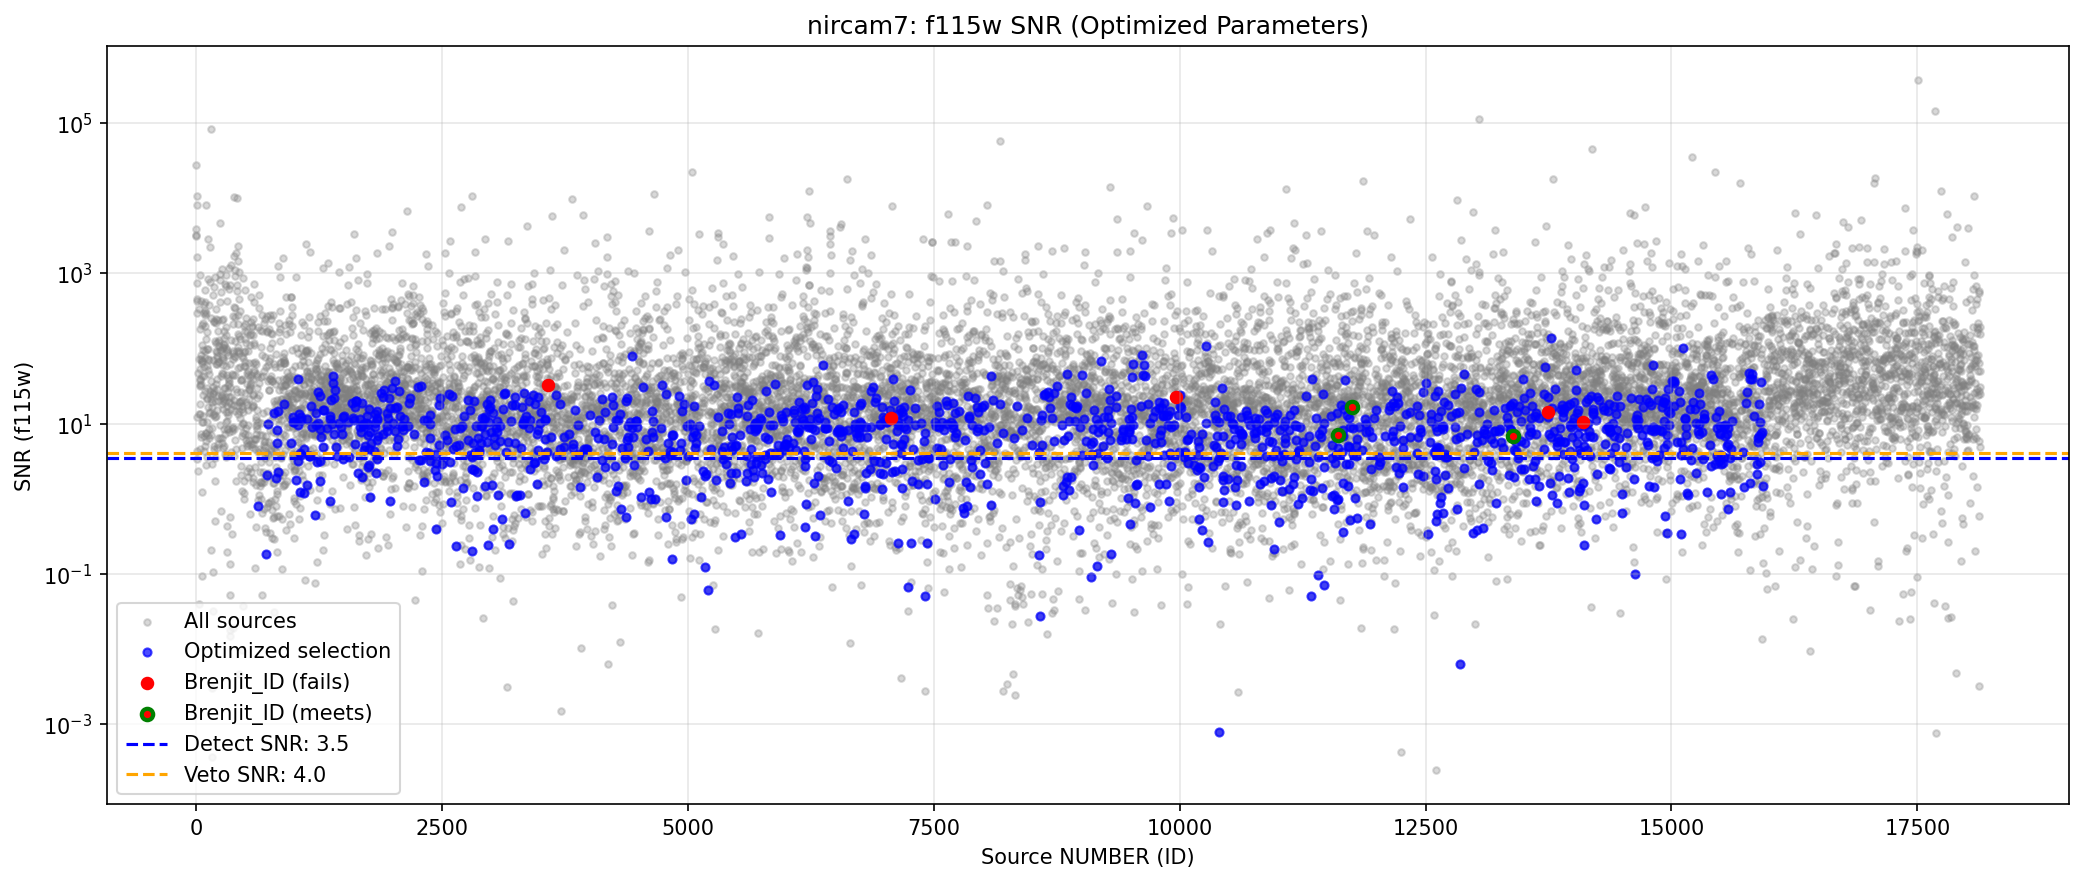 nircam7: f115w SNR (Optimized Parameters)
SNR (f115w)
10^5
10^3
10^1
10^−1
10^−3
All sources
Optimized selection
Brenjit_ID (fails)
Brenjit_ID (meets)
Detect SNR: 3.5
Veto SNR: 4.0
0 2500 5000 7500 10000 12500 15000 17500
Source NUMBER (ID)